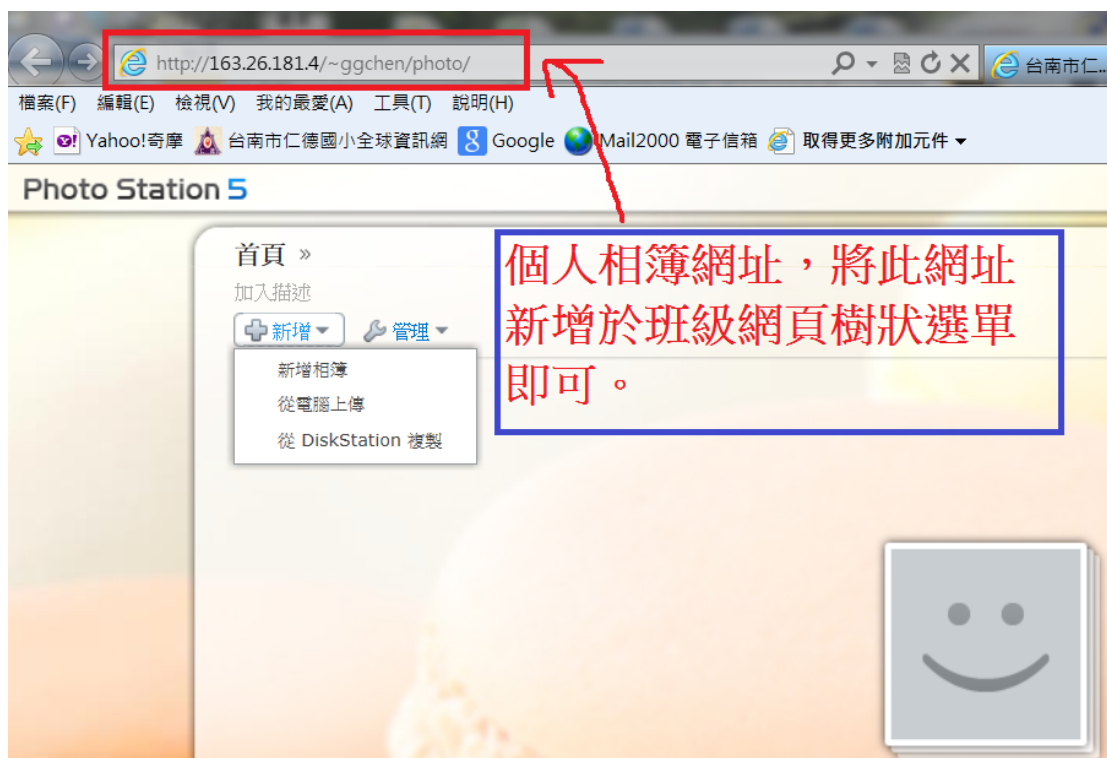 http://163.26.181.4/~ggchen/photo/
台南市仁...
檔案(F) 編輯(E) 檢視(V) 我的最愛(A) 工具(T) 說明(H)
Yahoo!奇摩 台南市仁德國小全球資訊網 Google Mail2000 電子信箱 取得更多附加元件
Photo Station 5
首頁 »
加入描述
新增 管理
新增相簿
從電腦上傳
從 DiskStation 複製
個人相簿網址，將此網址
新增於班級網頁樹狀選單
即可。